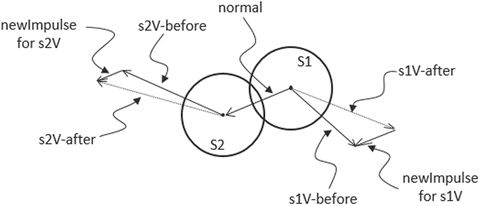 normal
newImpulse
for s2V
s2V-before
S1
s1V-after
s2V-after
S2
s1V-before
newImpulse
for s1V